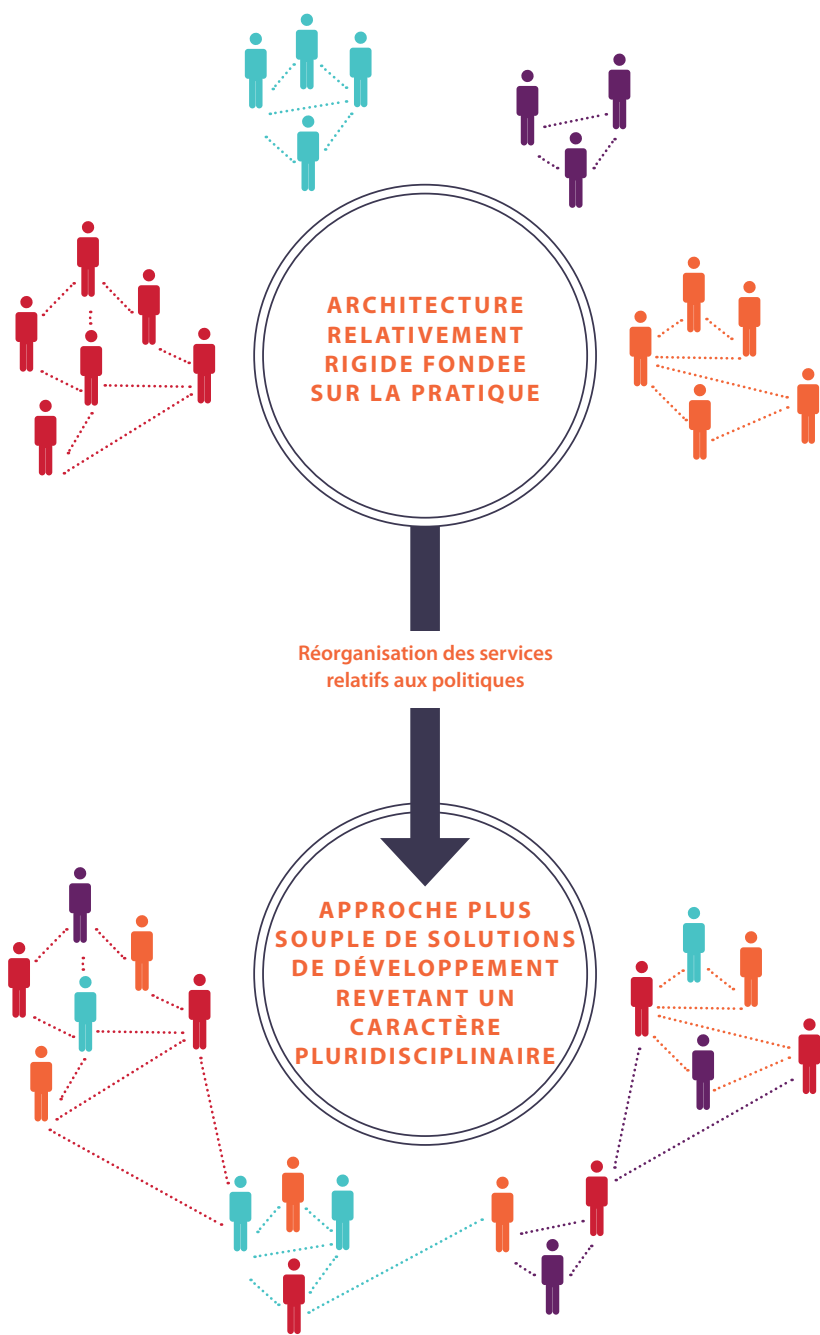 ARCHITECTURE
RELATIVEMENT
RIGIDE FONDEE
SUR LA PRATIQUE
Réorganisation des services
relatifs aux politiques
APPROCHE PLUS
SOUPLE DE SOLUTIONS
DE DÉVELOPPEMENT
REVETANT UN
CARACTÈRE
PLURIDISCIPLINAIRE